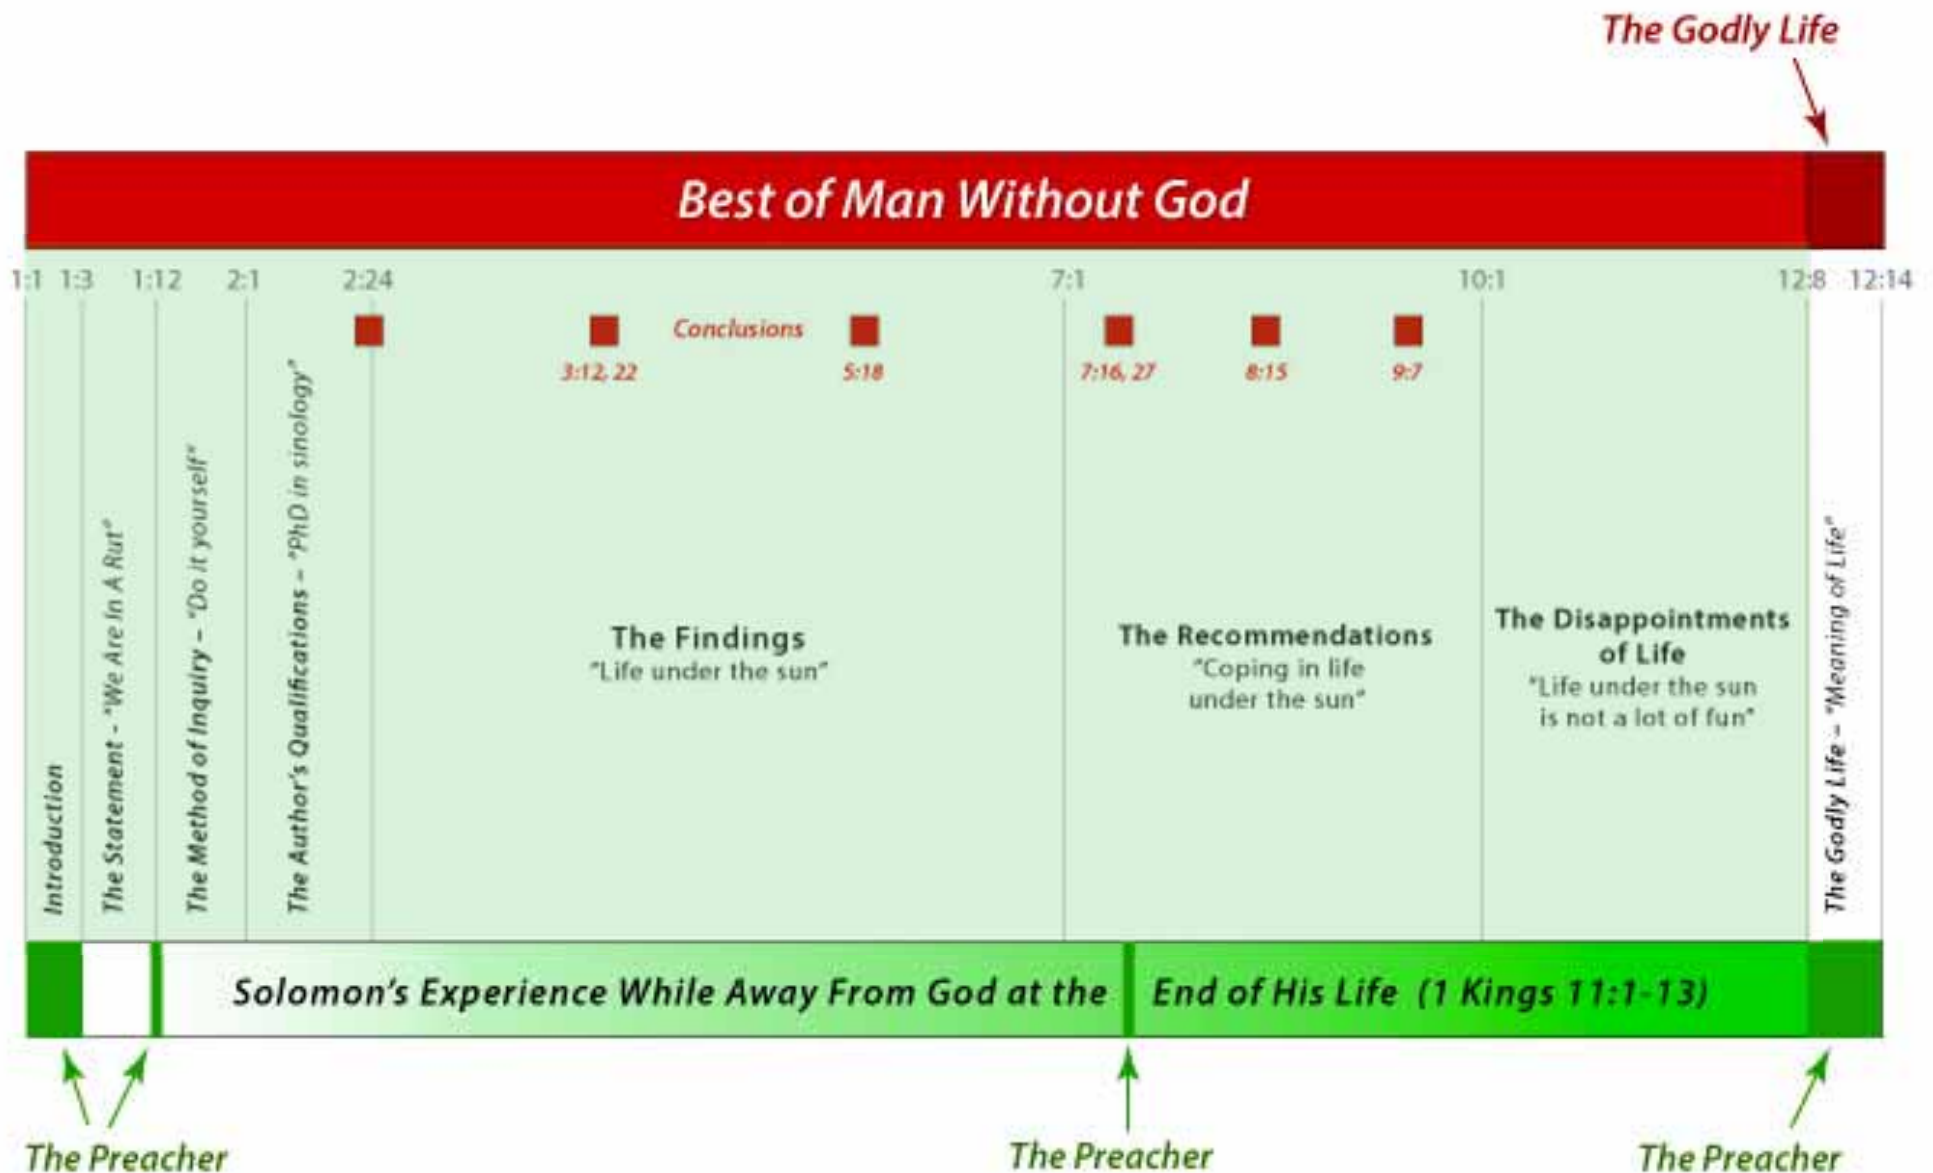 The Godly Life
Best of Man Without God
1:1 1:3 1:12 2:1 2:24 7:1 10:1 12:8 12:14
Conclusions
3:12, 22 5:18 7:16, 27 8:15 9:7
Introduction
The Statement - "We Are In A Rut"
The Method of Inquiry – "Do it yourself"
The Author's Qualifications – "PhD in sinology"
The Findings
"Life under the sun"
The Recommendations
"Coping in life
under the sun"
The Disappointments
of Life
"Life under the sun
is not a lot of fun"
The Godly Life – "Meaning of Life"
Solomon's Experience While Away From God at the End of His Life (1 Kings 11:1-13)
The Preacher The Preacher The Preacher